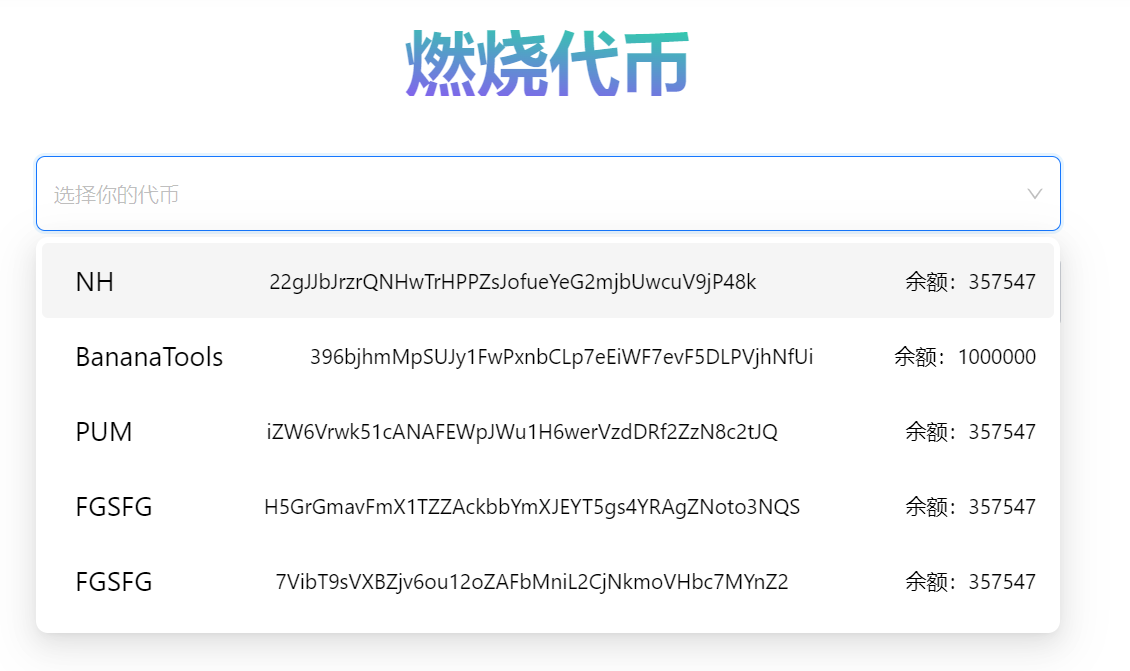 燃烧代币
选择你的代币
NH 22gJJbJrzrQNHwTrHPPZsJofueYeG2mjbUwcuV9jP48k 余额：357547
BananaTools 396bjhmMpSUJy1FwPxnbCLp7eEiWF7evF5DLPVjhNfUi 余额：1000000
PUM iZW6Vrwk51cANAFEWpJWu1H6werVzdDRf2ZzN8c2tJQ 余额：357547
FGSFG H5GrGmavFmX1TZZAckbbYmXJEYT5gs4YRAgZNoto3NQS 余额：357547
FGSFG 7VibT9sVXBZjv6ou12oZAFbMniL2CjNkmoVHbc7MYnZ2 余额：357547